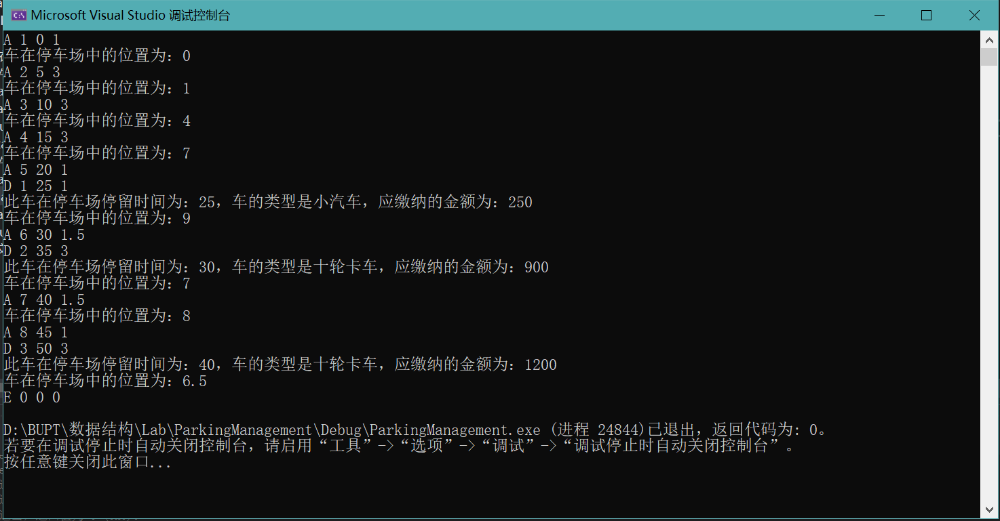 Microsoft Visual Studio 调试控制台
A 1 0 1
车在停车场中的位置为：0
A 2 5 3
车在停车场中的位置为：1
A 3 10 3
车在停车场中的位置为：4
A 4 15 3
车在停车场中的位置为：7
A 5 20 1
D 1 25 1
此车在停车场停留时间为：25，车的类型是小汽车，应缴纳的金额为：250
车在停车场中的位置为：9
A 6 30 1.5
D 2 35 3
此车在停车场停留时间为：30，车的类型是十轮卡车，应缴纳的金额为：900
车在停车场中的位置为：7
A 7 40 1.5
车在停车场中的位置为：8
A 8 45 1
D 3 50 3
此车在停车场停留时间为：40，车的类型是十轮卡车，应缴纳的金额为：1200
车在停车场中的位置为：6.5
E 0 0 0
D:\BUPT\数据结构\Lab\ParkingManagement\Debug\ParkingManagement.exe (进程 24844)已退出，返回代码为: 0。
若要在调试停止时自动关闭控制台，请启用“工具”->“选项”->“调试”->“调试停止时自动关闭控制台”。
按任意键关闭此窗口...